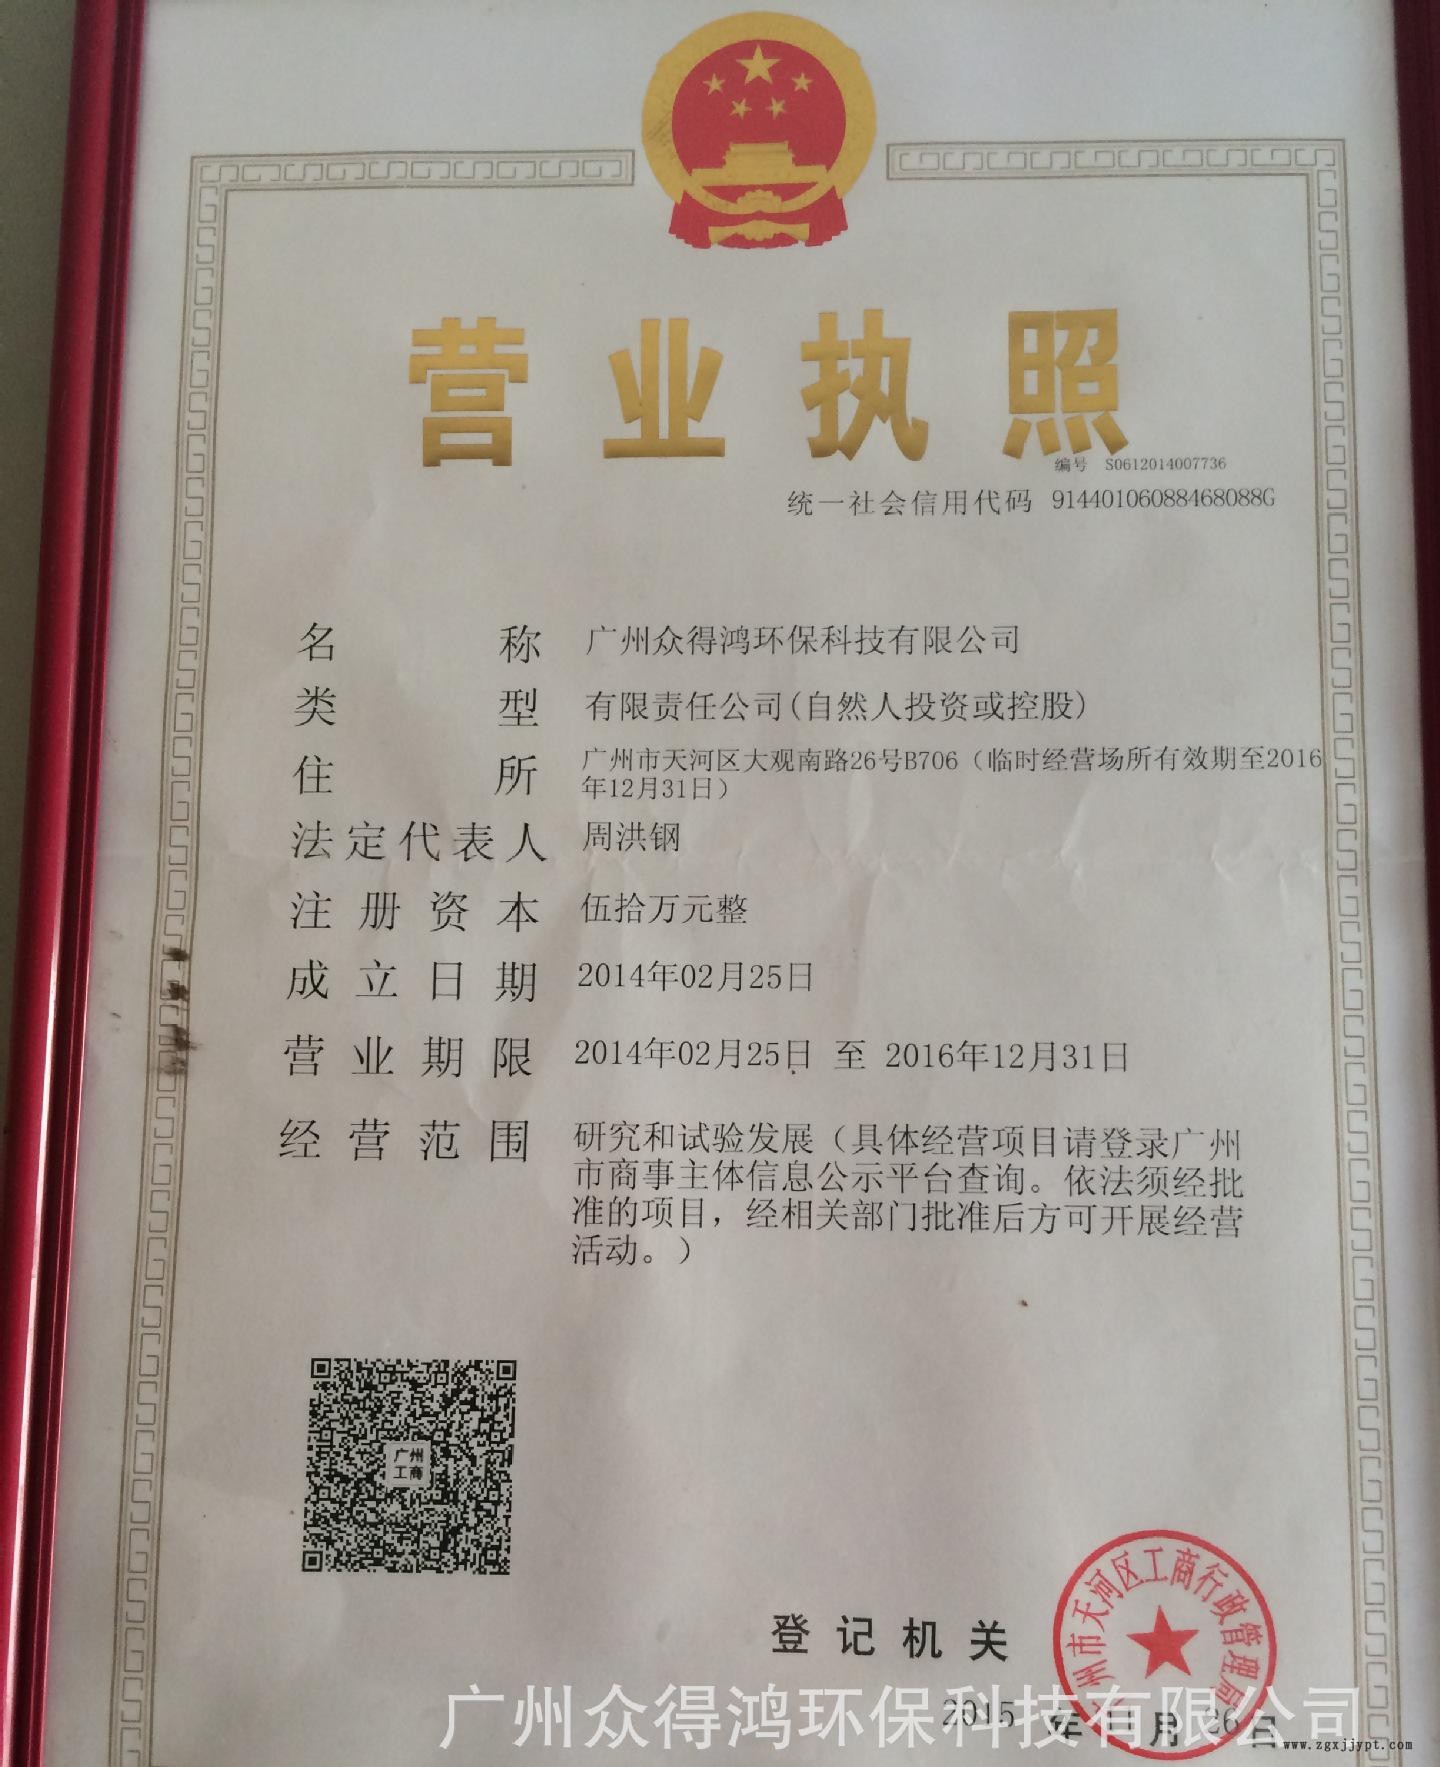 营业执照
编号 S0612014007736
统一社会信用代码 91440106088468088G
名称 广州众得鸿环保科技有限公司
类型 有限责任公司(自然人投资或控股)
住所 广州市天河区大观南路26号B706（临时经营场所有效期至2016
年12月31日）
法定代表人 周洪钢
注册资本 伍拾万元整
成立日期 2014年02月25日
营业期限 2014年02月25日 至 2016年12月31日
经营范围 研究和试验发展（具体经营项目请登录广州
市商事主体信息公示平台查询。依法须经批
准的项目，经相关部门批准后方可开展经营
活动。）
广州
工商
登记机关
州市天河区工商行政管理局
2015年11月26日
广州众得鸿环保科技有限公司
www.zgxjjypt.com